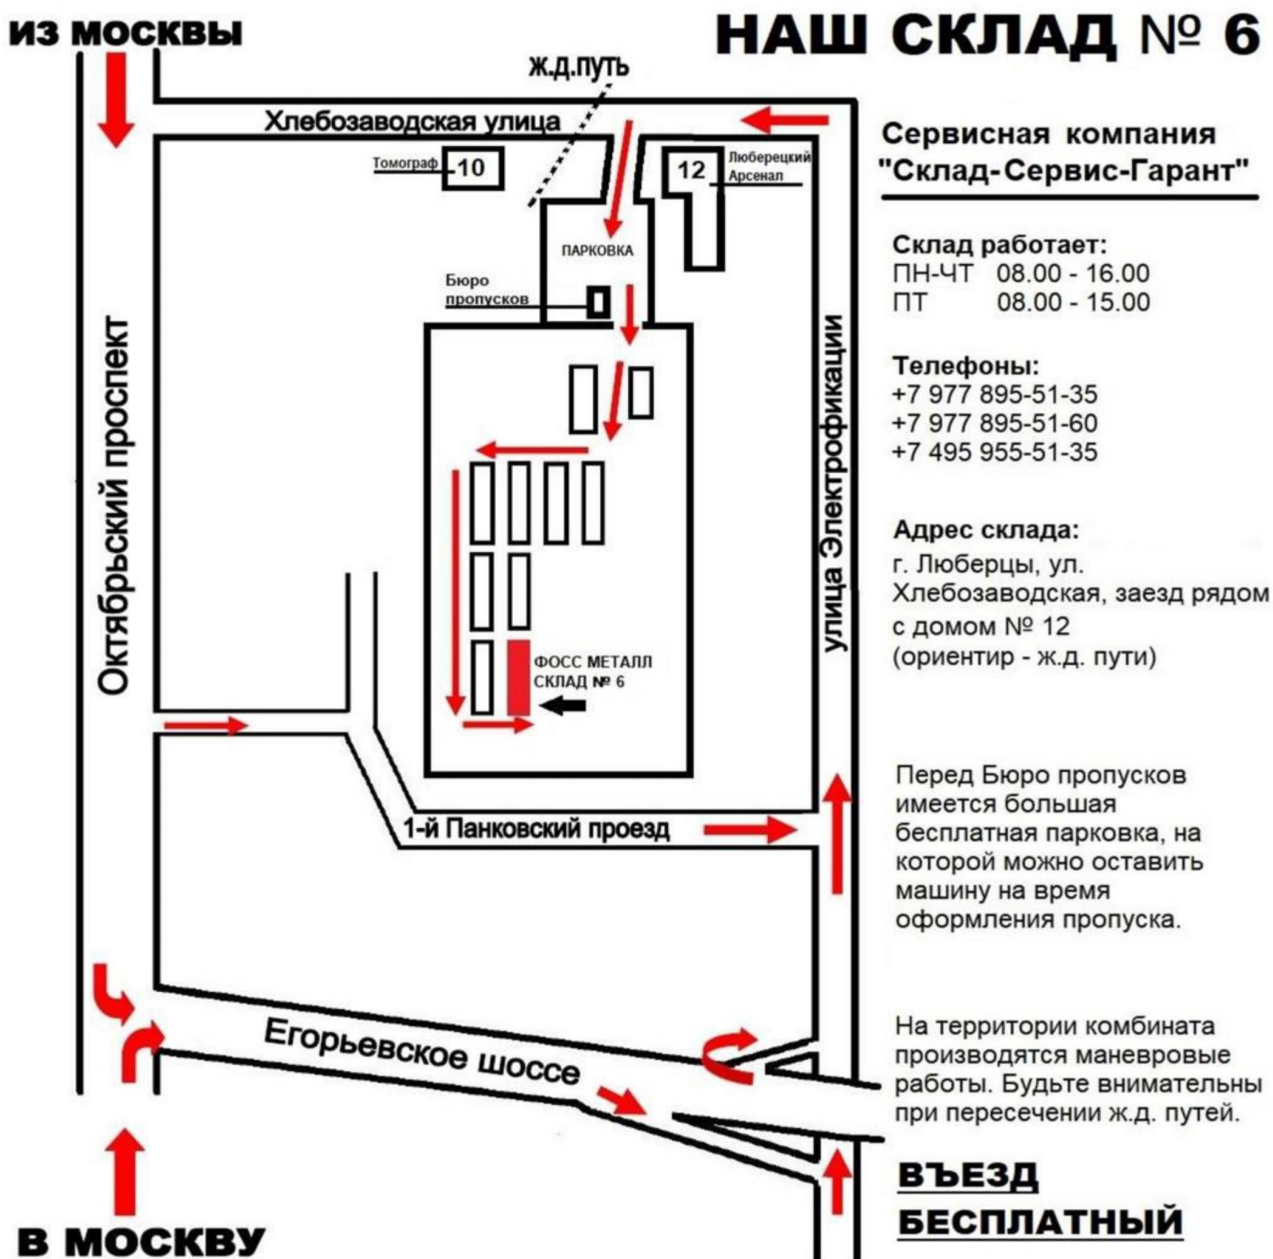 ИЗ МОСКВЫ
НАШ СКЛАД № 6
ж.д.путь
Хлебозаводская улица
Томограф
10
12
Люберецкий
Арсенал
ПАРКОВКА
Бюро
пропусков
Октябрьский проспект
улица Электрофикации
ФОСС МЕТАЛЛ
СКЛАД № 6
1-й Панковский проезд
Егорьевское шоссе
В МОСКВУ
Сервисная компания
"Склад-Сервис-Гарант"
Склад работает:
ПН-ЧТ 08.00 - 16.00
ПТ 08.00 - 15.00
Телефоны:
+7 977 895-51-35
+7 977 895-51-60
+7 495 955-51-35
Адрес склада:
г. Люберцы, ул.
Хлебозаводская, заезд рядом
с домом № 12
(ориентир - ж.д. пути)
Перед Бюро пропусков
имеется большая
бесплатная парковка, на
которой можно оставить
машину на время
оформления пропуска.
На территории комбината
производятся маневровые
работы. Будьте внимательны
при пересечении ж.д. путей.
ВЪЕЗД
БЕСПЛАТНЫЙ